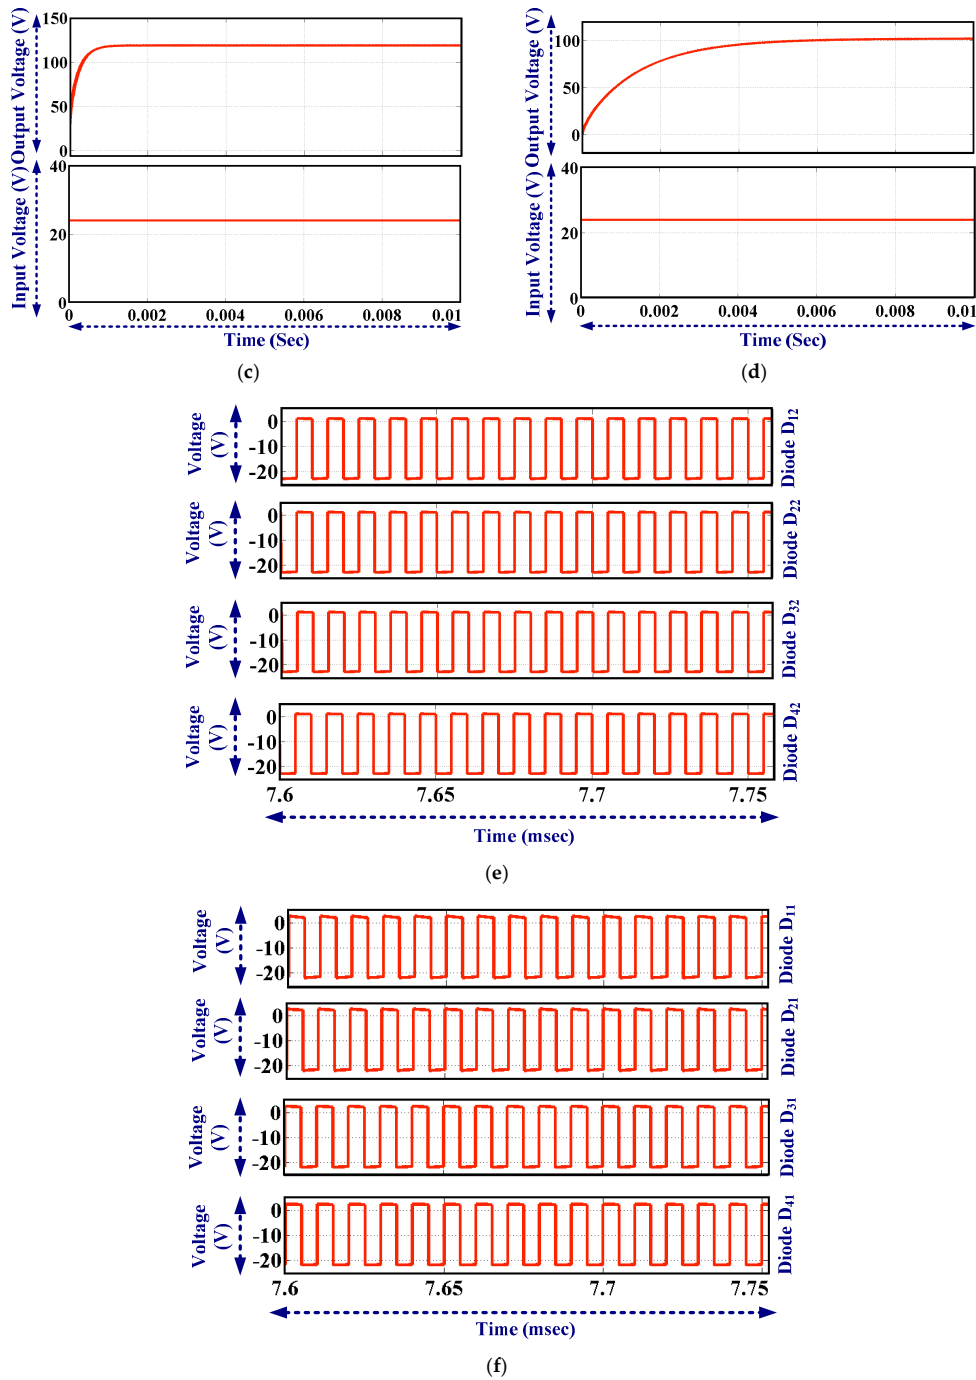 Output Voltage (V)
150
100
50
0
Input Voltage (V)
40
20
0
0 0.002 0.004 0.006 0.008 0.01
Time (Sec)
(c)
Output Voltage (V)
100
50
0
Input Voltage (V)
40
20
0
0 0.002 0.004 0.006 0.008 0.01
Time (Sec)
(d)
Voltage
(V)
0
-10
-20
Diode D12
Voltage
(V)
0
-10
-20
Diode D22
Voltage
(V)
0
-10
-20
Diode D32
Voltage
(V)
0
-10
-20
Diode D42
7.6 7.65 7.7 7.75
Time (msec)
(e)
Voltage
(V)
0
-10
-20
Diode D11
Voltage
(V)
0
-10
-20
Diode D21
Voltage
(V)
0
-10
-20
Diode D31
Voltage
(V)
0
-10
-20
Diode D41
7.6 7.65 7.7 7.75
Time (msec)
(f)